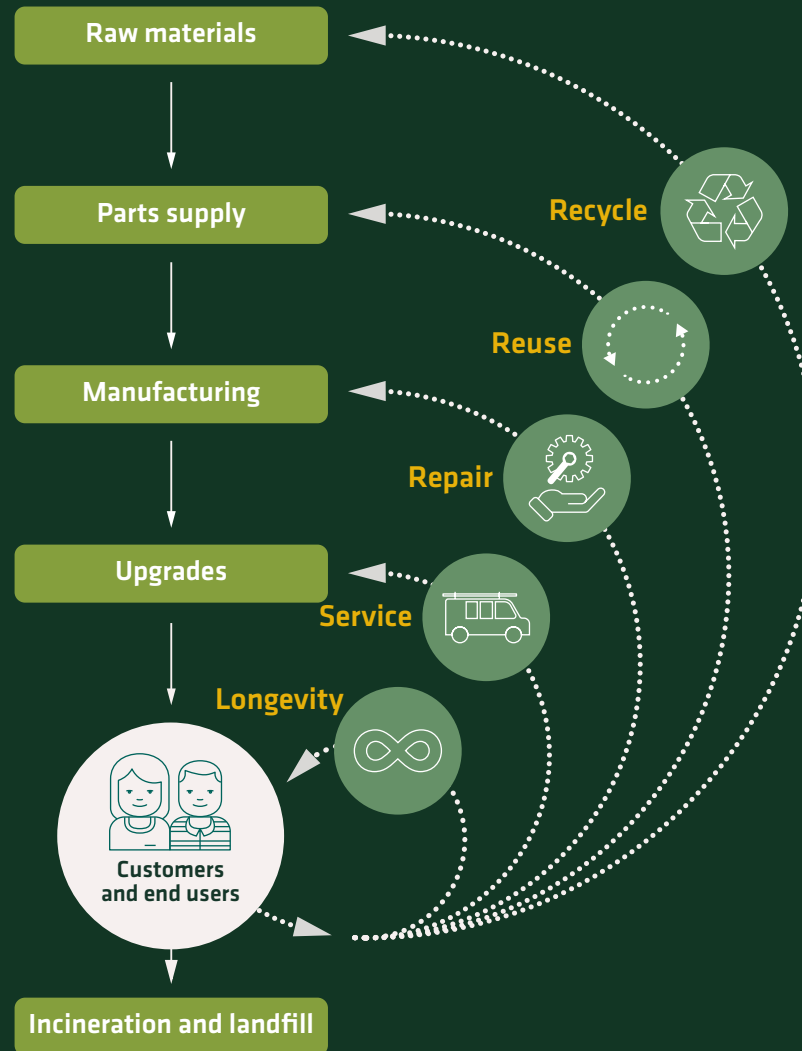 Raw materials
Parts supply
Recycle
Reuse
Manufacturing
Repair
Upgrades
Service
Longevity
Customers
and end users
Incineration and landfill